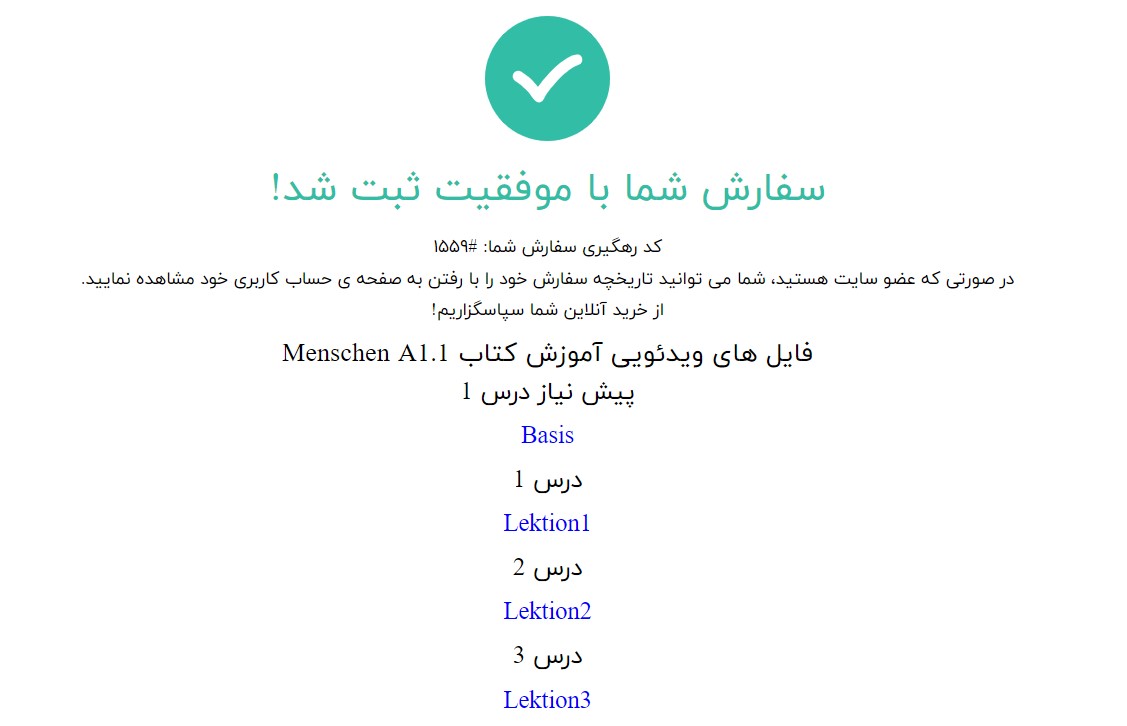 سفارش شما با موفقیت ثبت شد!
کد رهگیری سفارش شما: #۱۵۵۹
در صورتی که عضو سایت هستید، شما می توانید تاریخچه سفارش خود را با رفتن به صفحه ی حساب کاربری خود مشاهده نمایید.
از خرید آنلاین شما سپاسگزاریم!
فایل های ویدئویی آموزش کتاب Menschen A1.1
پیش نیاز درس 1
Basis
درس 1
Lektion1
درس 2
Lektion2
درس 3
Lektion3